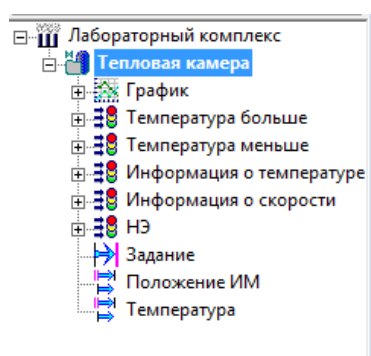 Лабораторный комплекс
Тепловая камера
График
Температура больше
Температура меньше
Информация о температуре
Информация о скорости
НЭ
Задание
Положение ИМ
Температура